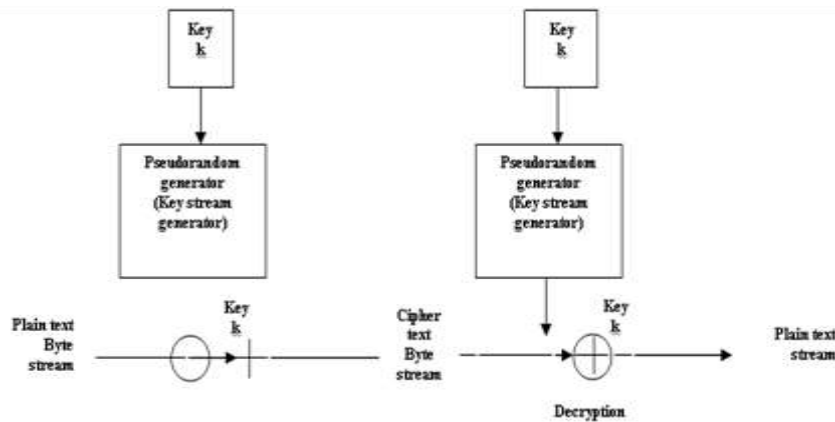 Key
k
Key
k
Pseudorandom
generator
(Key stream
generator)
Pseudorandom
generator
(Key stream
generator)
Plain text
Byte
stream
Key
k
Cipher
text
Byte
stream
Key
k
Plain text
stream
Decryption